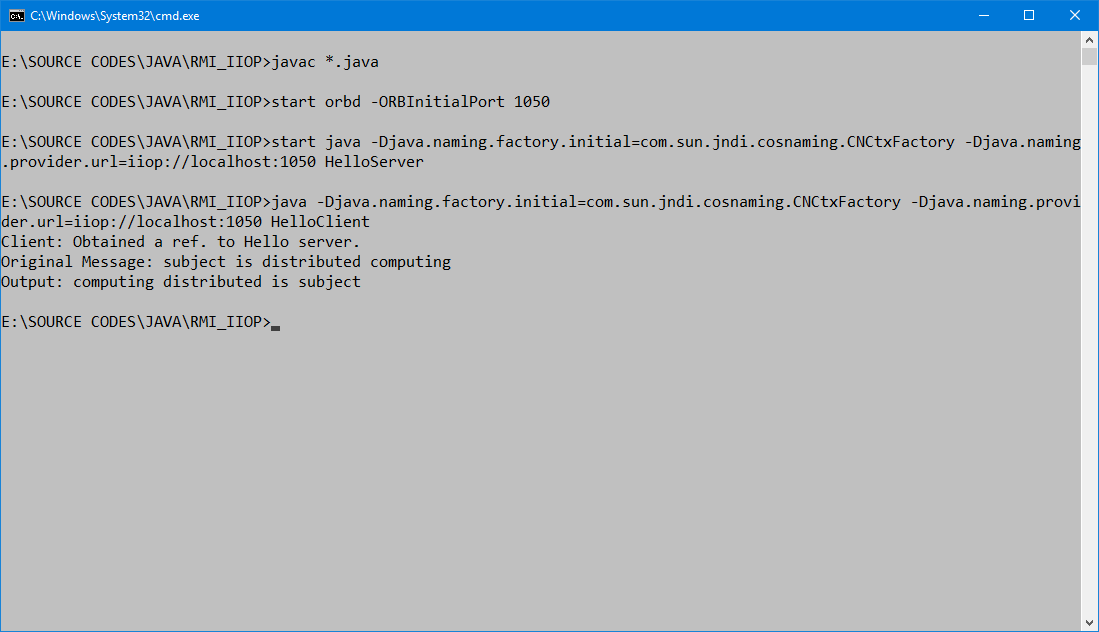 C:\Windows\System32\cmd.exe
E:\SOURCE CODES\JAVA\RMI_IIOP>javac *.java
E:\SOURCE CODES\JAVA\RMI_IIOP>start orbd -ORBInitialPort 1050
E:\SOURCE CODES\JAVA\RMI_IIOP>start java -Djava.naming.factory.initial=com.sun.jndi.cosnaming.CNCtxFactory -Djava.naming
.provider.url=iiop://localhost:1050 HelloServer
E:\SOURCE CODES\JAVA\RMI_IIOP>java -Djava.naming.factory.initial=com.sun.jndi.cosnaming.CNCtxFactory -Djava.naming.provi
der.url=iiop://localhost:1050 HelloClient
Client: Obtained a ref. to Hello server.
Original Message: subject is distributed computing
Output: computing distributed is subject
E:\SOURCE CODES\JAVA\RMI_IIOP>